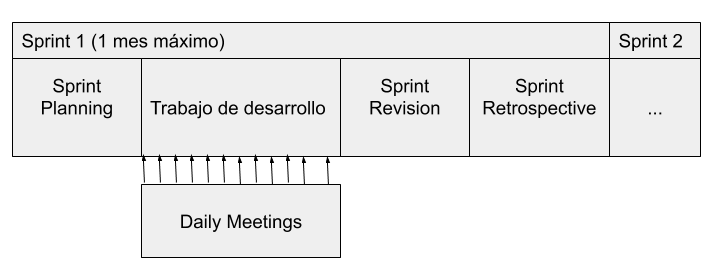 Sprint 1 (1 mes máximo)
Sprint 2
Sprint
Planning
Trabajo de desarrollo
Sprint
Revision
Sprint
Retrospective
...
Daily Meetings